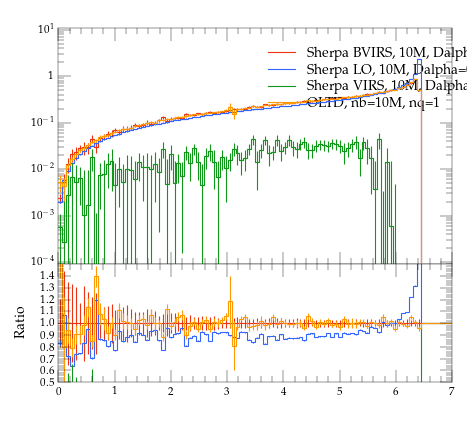 10^1
Sherpa BVIRS, 10M, Dalph
Sherpa LO, 10M, Dalpha=
Sherpa VIRS, 10M, Dalpha
OLTD, nb=10M, nq=1
1
10^−1
10^−2
10^−3
10^−4
Ratio
1.4
1.3
1.2
1.1
1.0
0.9
0.8
0.7
0.6
0.5
0 1 2 3 4 5 6 7